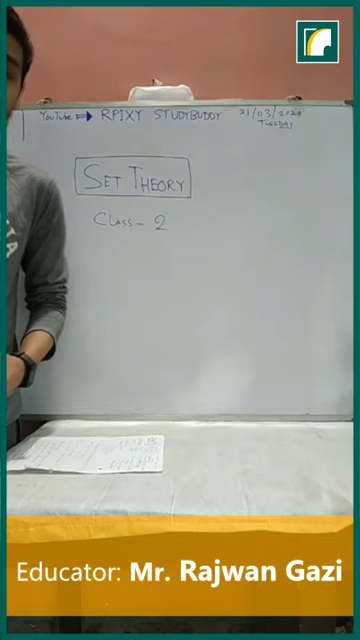 YouTube ⇒ RPIXY STUDYBUDDY 31/03/2020
TUESDAY
SET THEORY
CLASS - 2
Educator: Mr. Rajwan Gazi